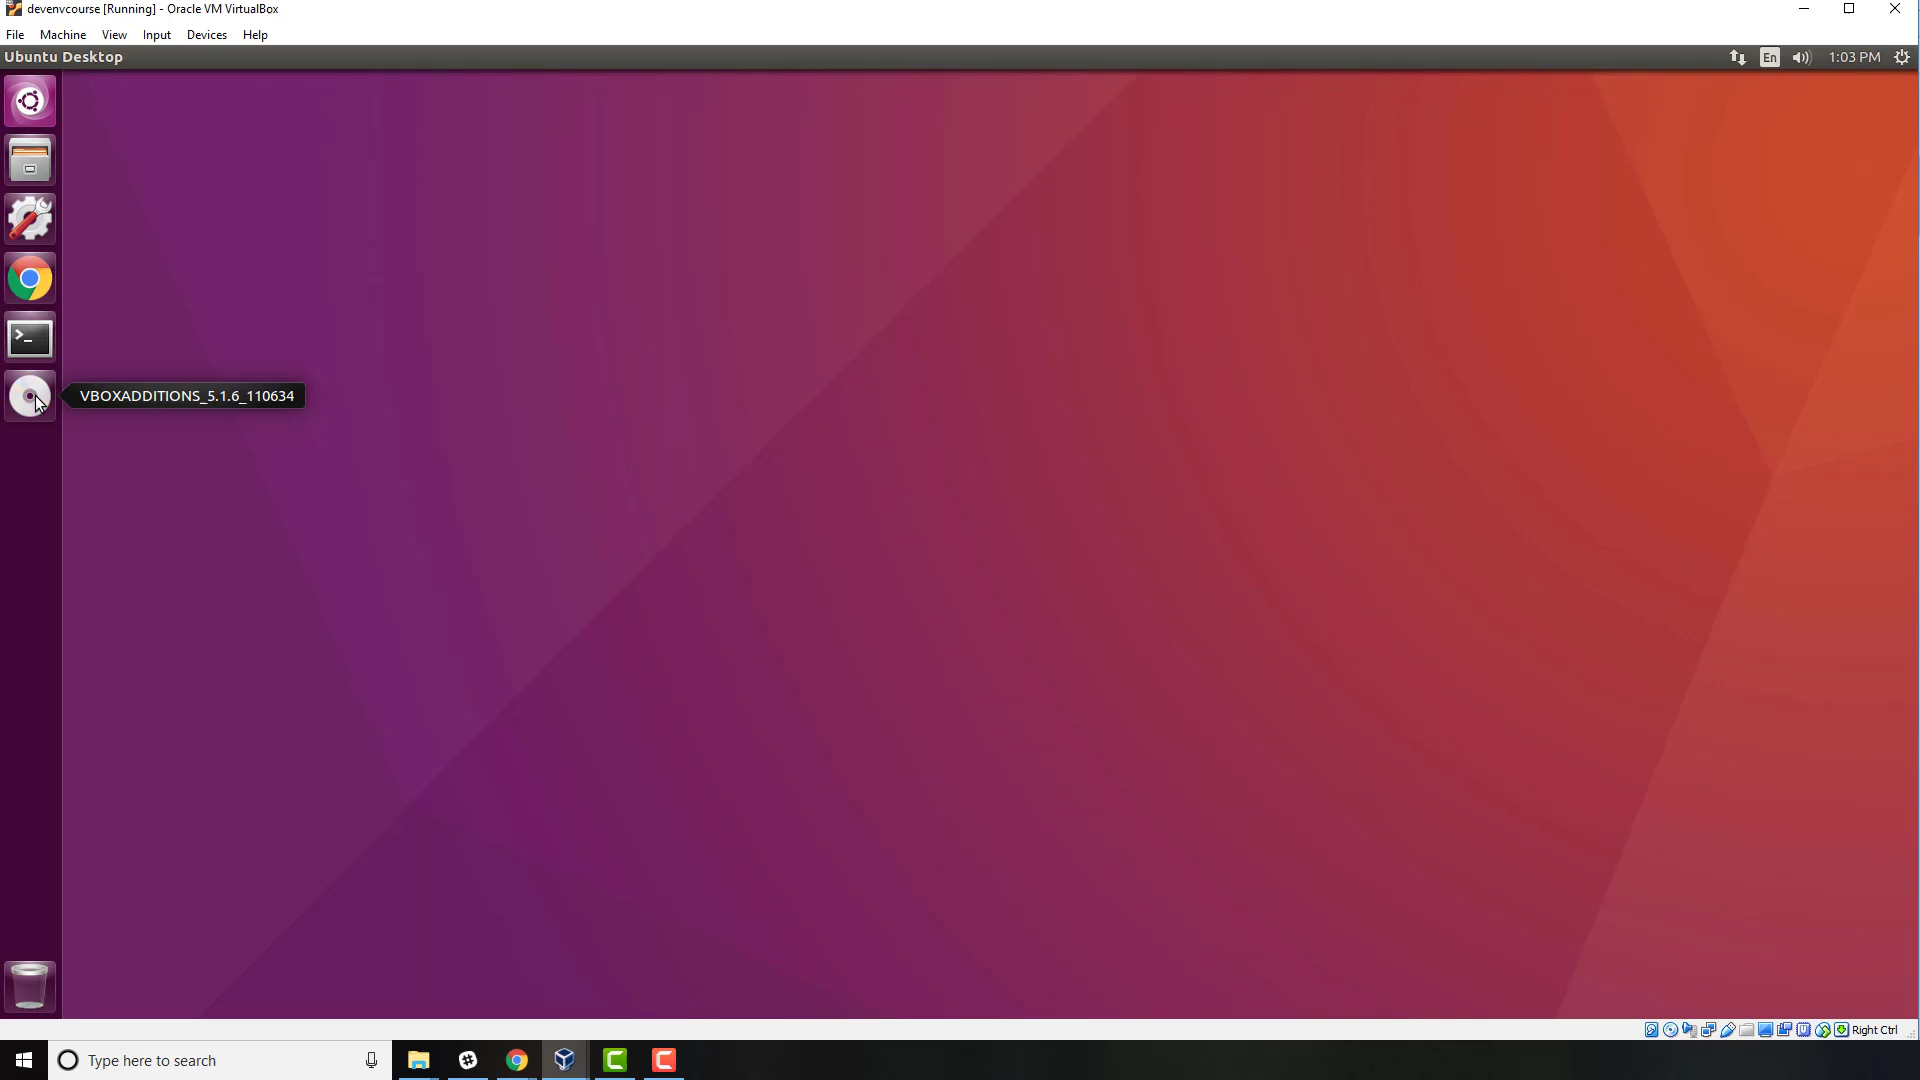 devenvcourse [Running] - Oracle VM VirtualBox
File Machine View Input Devices Help
Ubuntu Desktop
En
1:03 PM
>_
VBOXADDITIONS_5.1.6_110634
Right Ctrl
Type here to search